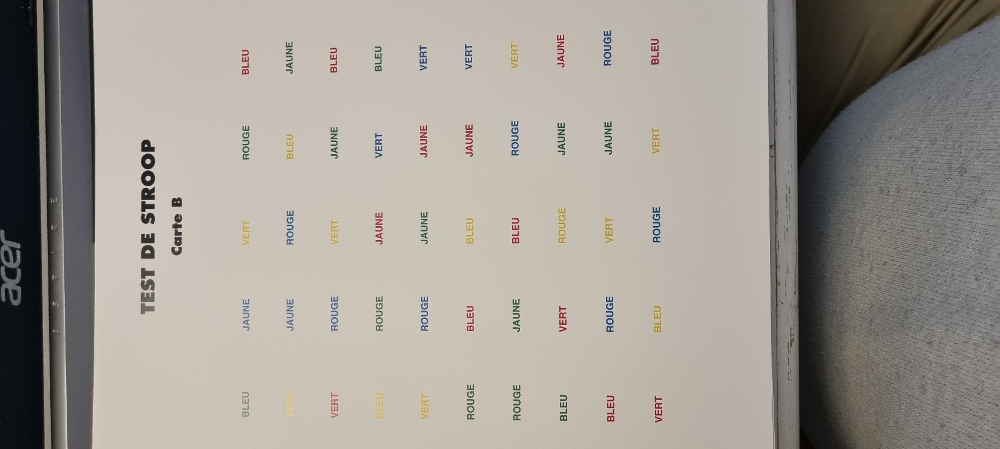 acer
ASPIRE
TEST DE STROOP
Carte B
BLEU JAUNE VERT ROUGE BLEU
VERT JAUNE ROUGE BLEU JAUNE
VERT ROUGE VERT JAUNE BLEU
BLEU ROUGE JAUNE VERT BLEU
VERT ROUGE JAUNE JAUNE VERT
ROUGE BLEU BLEU JAUNE VERT
ROUGE JAUNE BLEU ROUGE VERT
BLEU VERT ROUGE JAUNE JAUNE
BLEU ROUGE VERT JAUNE ROUGE
VERT BLEU ROUGE VERT BLEU